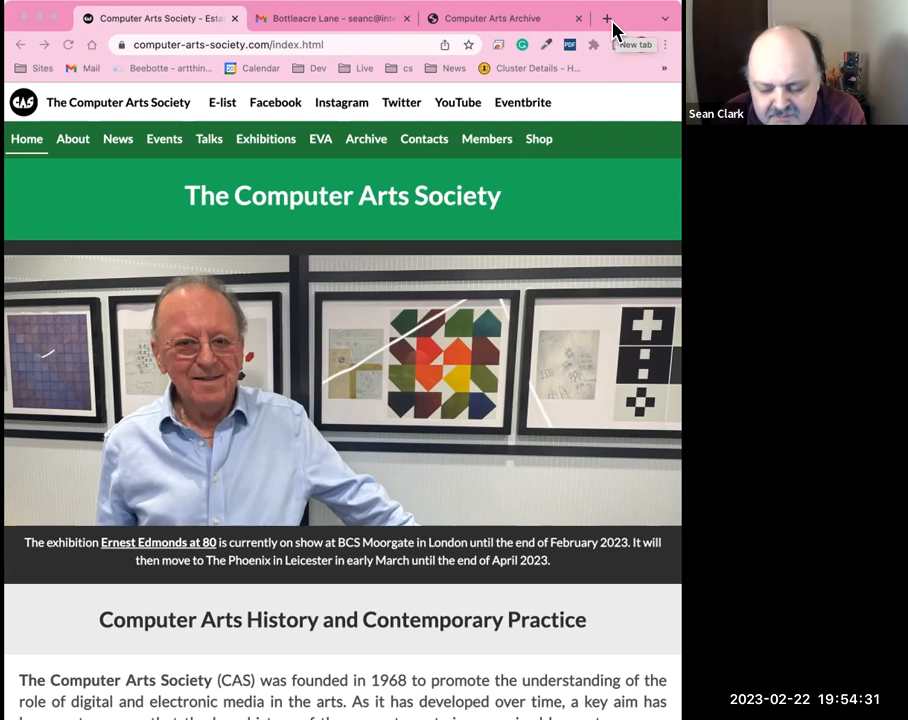 Computer Arts Society - Esta
Bottleacre Lane - seanc@inte
Computer Arts Archive
computer-arts-society.com/index.html
PDF
New tab
Sites
Mail
Beebotte - artthin...
Calendar
Dev
Live
cs
News
Cluster Details - H...
»
CAS
The Computer Arts Society
E-list
Facebook
Instagram
Twitter
YouTube
Eventbrite
Home
About
News
Events
Talks
Exhibitions
EVA
Archive
Contacts
Members
Shop
Sean Clark
The Computer Arts Society
The exhibition Ernest Edmonds at 80 is currently on show at BCS Moorgate in London until the end of February 2023. It will
then move to The Phoenix in Leicester in early March until the end of April 2023.
Computer Arts History and Contemporary Practice
The Computer Arts Society (CAS) was founded in 1968 to promote the understanding of the
role of digital and electronic media in the arts. As it has developed over time, a key aim has
2023-02-22 19:54:31